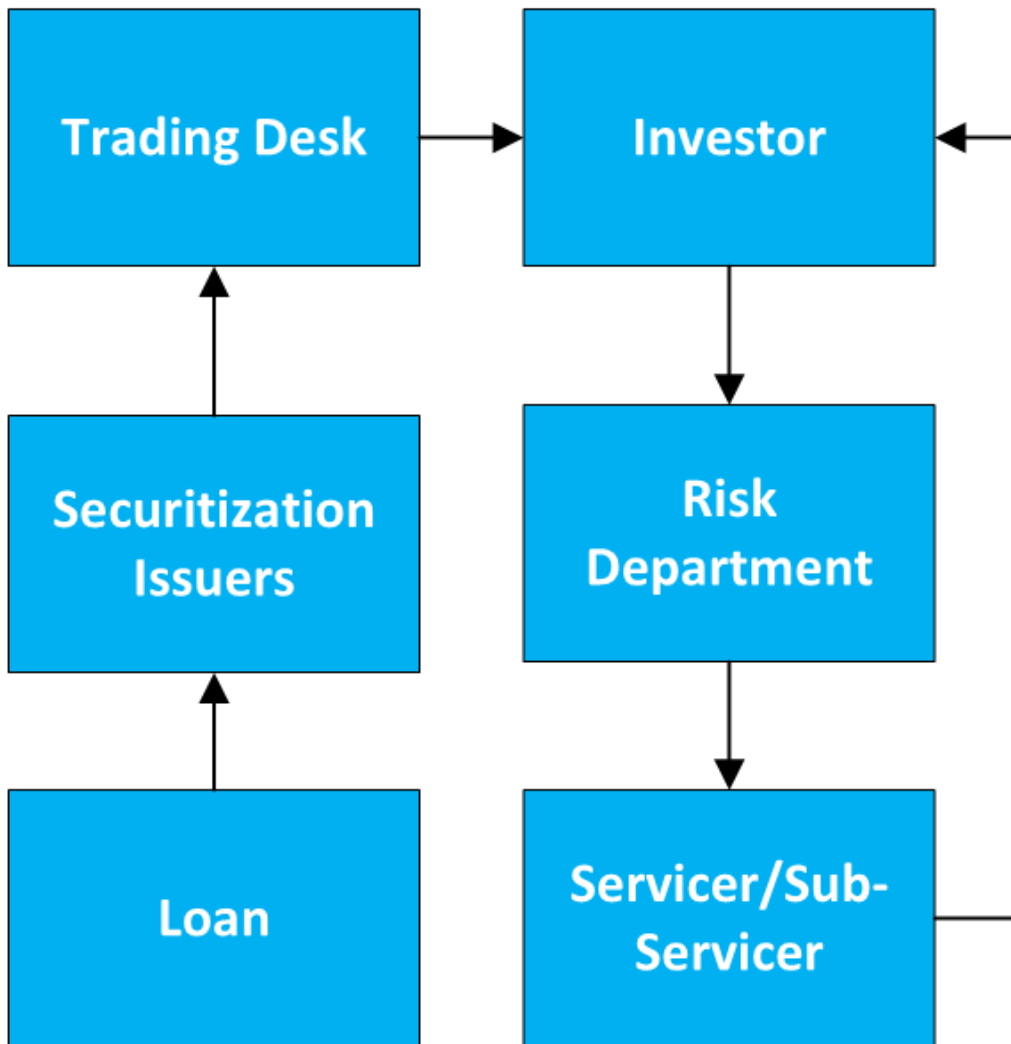 Trading Desk
Investor
Securitization
Issuers
Risk
Department
Loan
Servicer/Sub-
Servicer